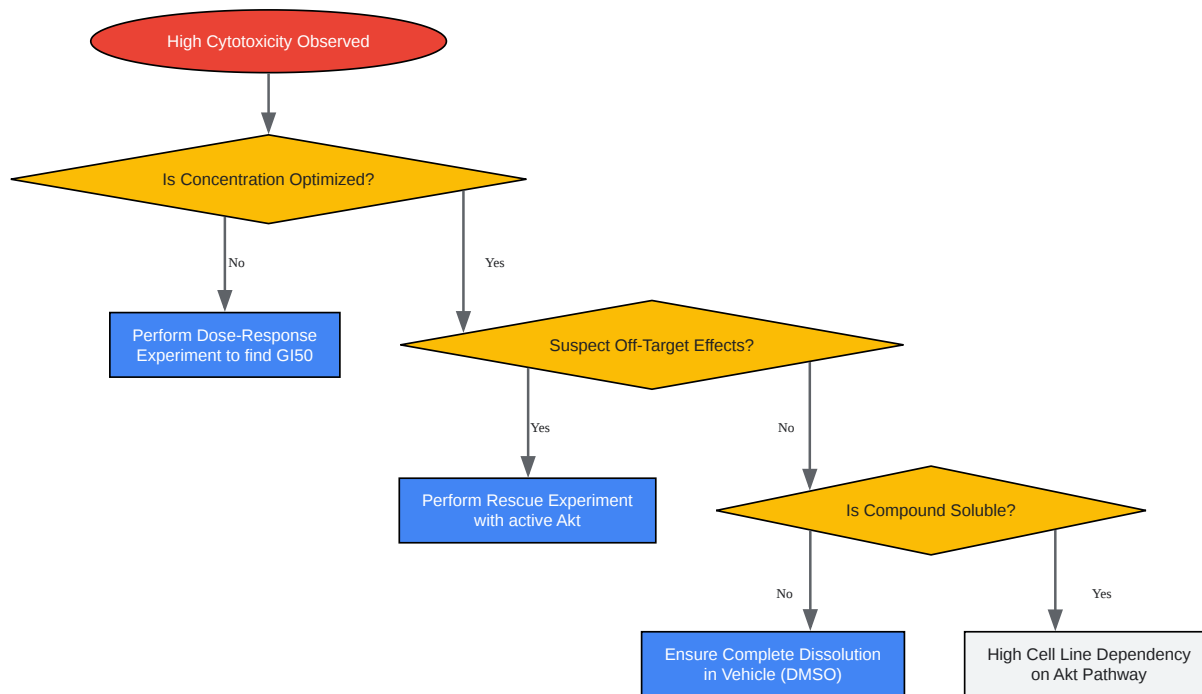 High Cytotoxicity Observed
Is Concentration Optimized?
No
Yes
Perform Dose-Response
Experiment to find GI50
Suspect Off-Target Effects?
Yes
No
Perform Rescue Experiment
with active Akt
Is Compound Soluble?
No
Yes
Ensure Complete Dissolution
in Vehicle (DMSO)
High Cell Line Dependency
on Akt Pathway